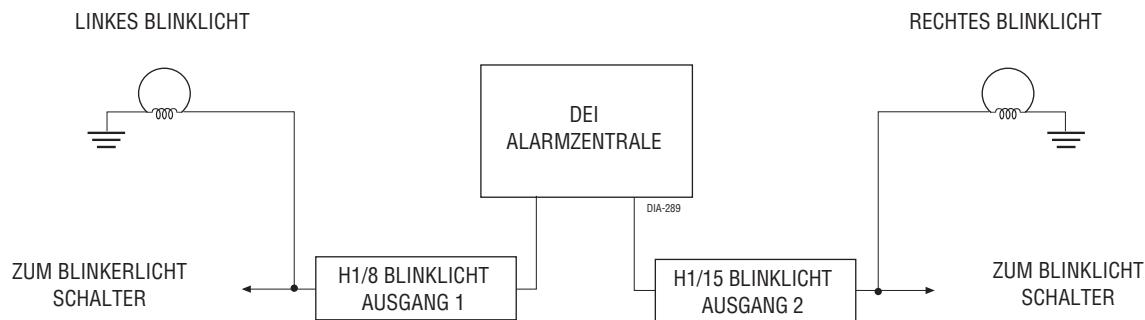 LINKES BLINKLICHT
RECHTES BLINKLICHT
DEI
ALARMZENTRALE
DIA-289
ZUM BLINKERLICHT
SCHALTER
H1/8 BLINKLICHT
AUSGANG 1
H1/15 BLINKLICHT
AUSGANG 2
ZUM BLINKLICHT
SCHALTER